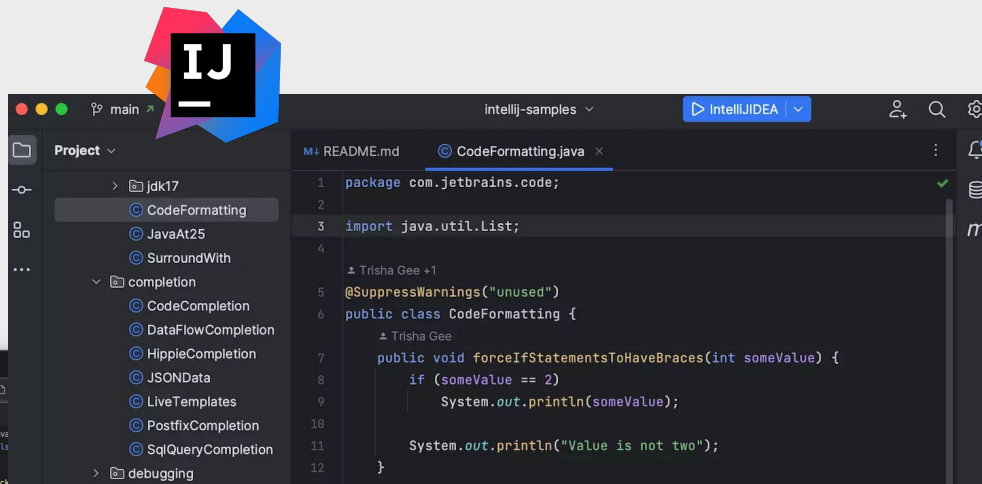 IJ
main
intellij-samples
IntelliJIDEA
Project
M↓ README.md
CodeFormatting.java
jdk17
CodeFormatting
JavaAt25
SurroundWith
completion
CodeCompletion
DataFlowCompletion
HippieCompletion
JSONData
LiveTemplates
PostfixCompletion
SqlQueryCompletion
debugging
1 package com.jetbrains.code;
2
3 import java.util.List;
4
Trisha Gee +1
5 @SuppressWarnings("unused")
6 public class CodeFormatting {
Trisha Gee
7 public void forceIfStatementsToHaveBraces(int someValue) {
8 if (someValue == 2)
9 System.out.println(someValue);
10
11 System.out.println("Value is not two");
12 }
m